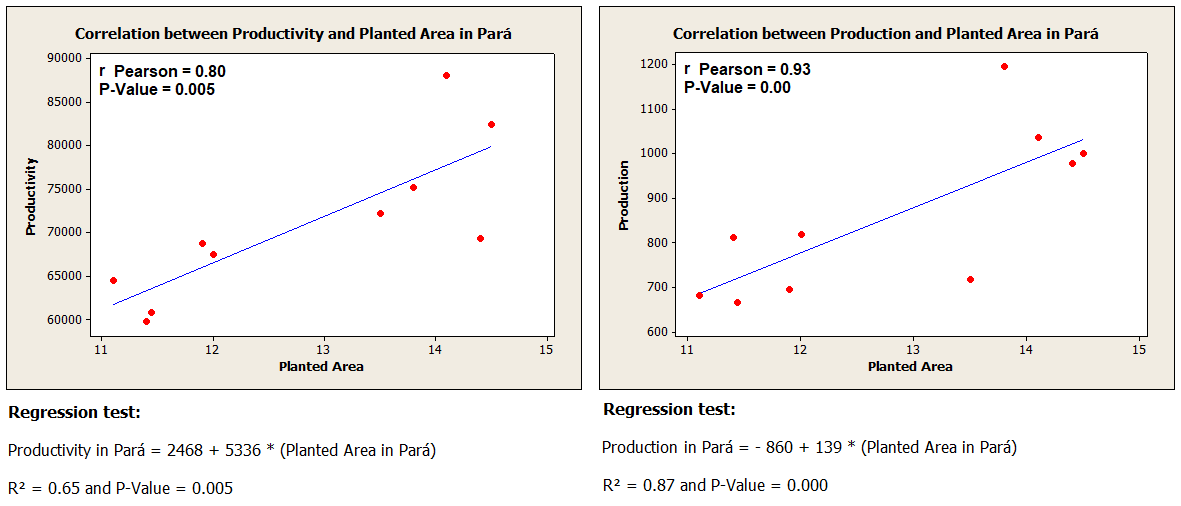 Correlation between Productivity and Planted Area in Pará
r Pearson = 0.80
P-Value = 0.005
90000
85000
80000
75000
70000
65000
60000
Productivity
11 12 13 14 15
Planted Area
Regression test:
Productivity in Pará = 2468 + 5336 * (Planted Area in Pará)
R² = 0.65 and P-Value = 0.005
Correlation between Production and Planted Area in Pará
r Pearson = 0.93
P-Value = 0.00
1200
1100
1000
900
800
700
600
Production
11 12 13 14 15
Planted Area
Regression test:
Production in Pará = - 860 + 139 * (Planted Area in Pará)
R² = 0.87 and P-Value = 0.000